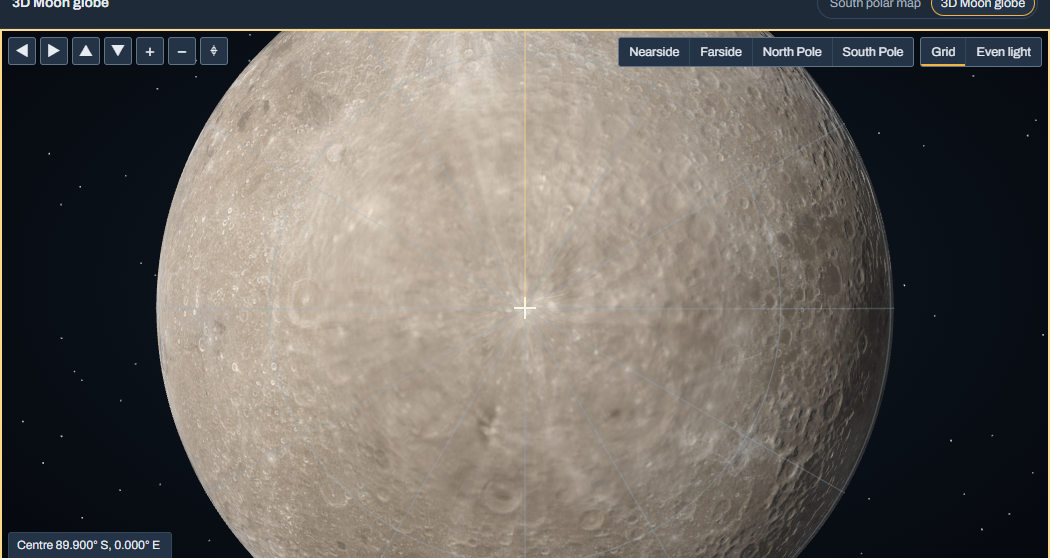 3D Moon globe
South polar map
3D Moon globe
Nearside
Farside
North Pole
South Pole
Grid
Even light
Centre 89.900° S, 0.000° E